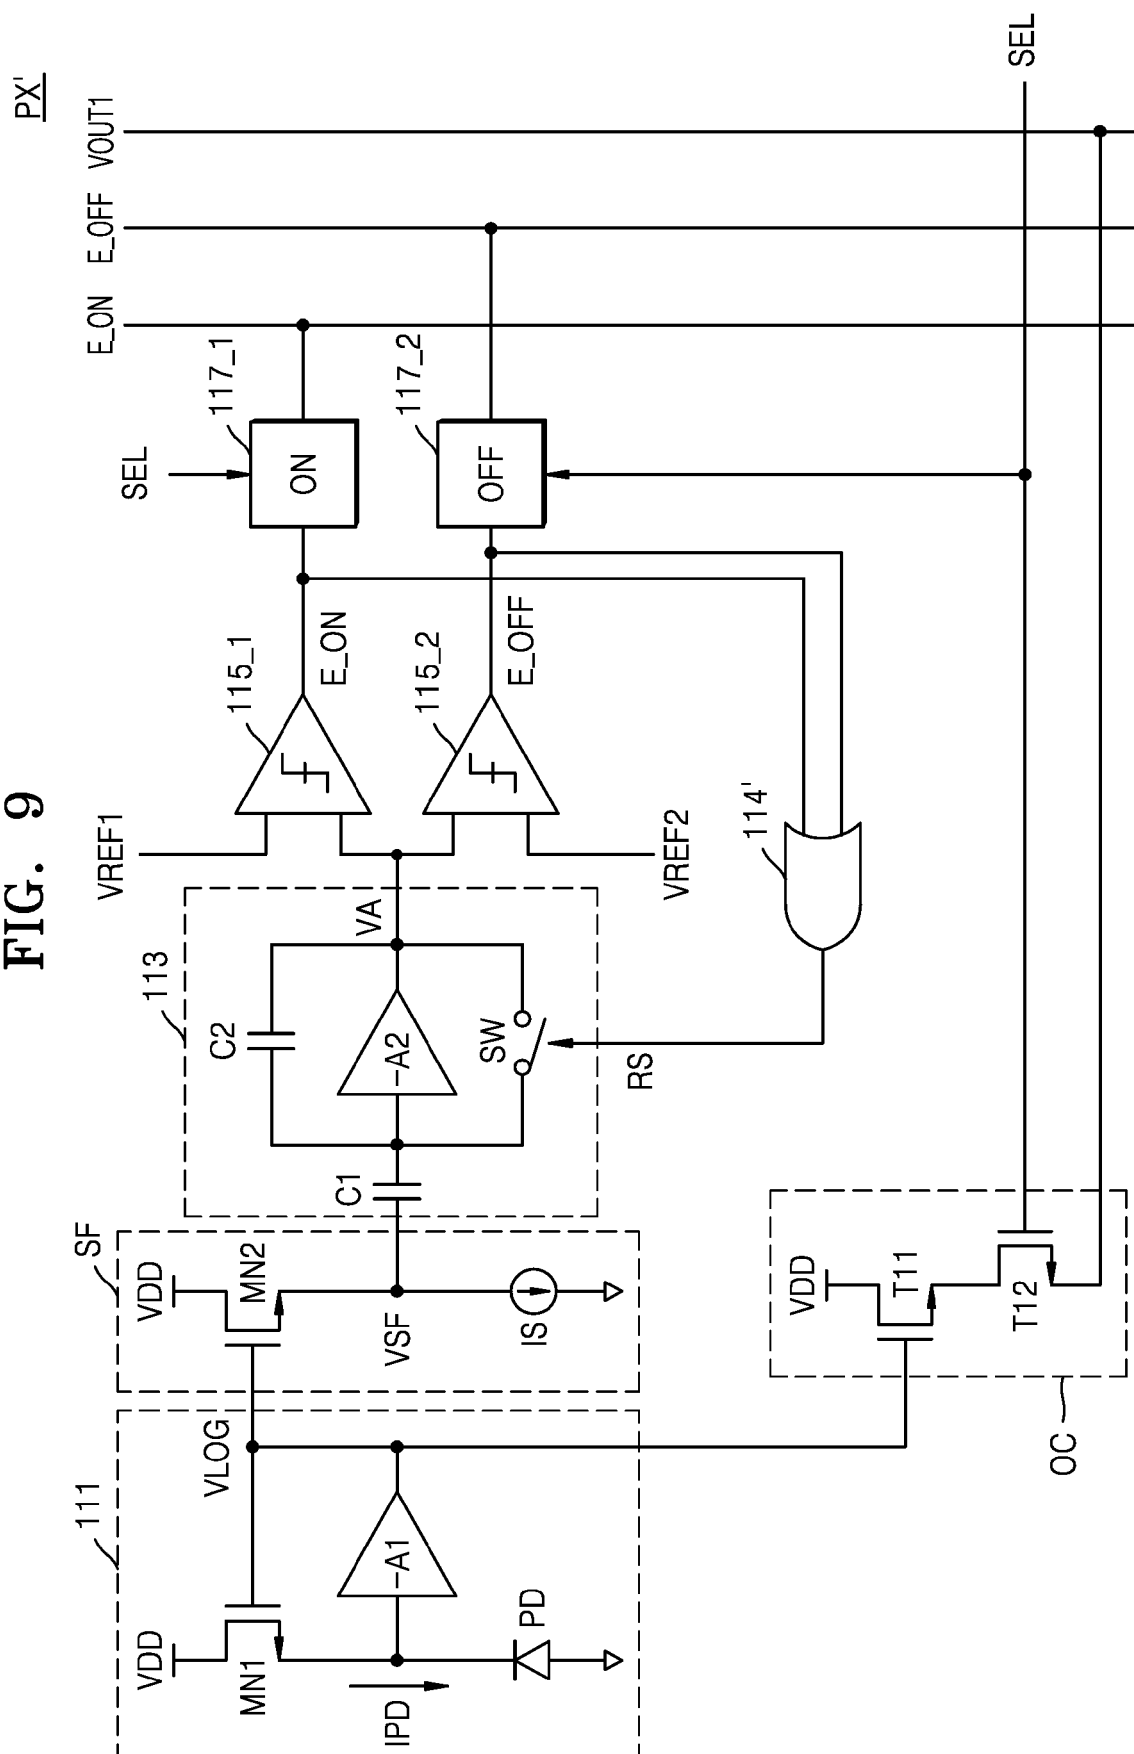 FIG. 9
PX'
111
VDD
MN1
IPD
PD
-A1
VLOG
SF
VDD
MN2
VSF
IS
113
C1
C2
-A2
SW
VA
RS
VREF1
VREF2
115_1
E_ON
115_2
E_OFF
114'
SEL
117_1
ON
117_2
OFF
E_ON
E_OFF
VOUT1
SEL
OC
VDD
T11
T12